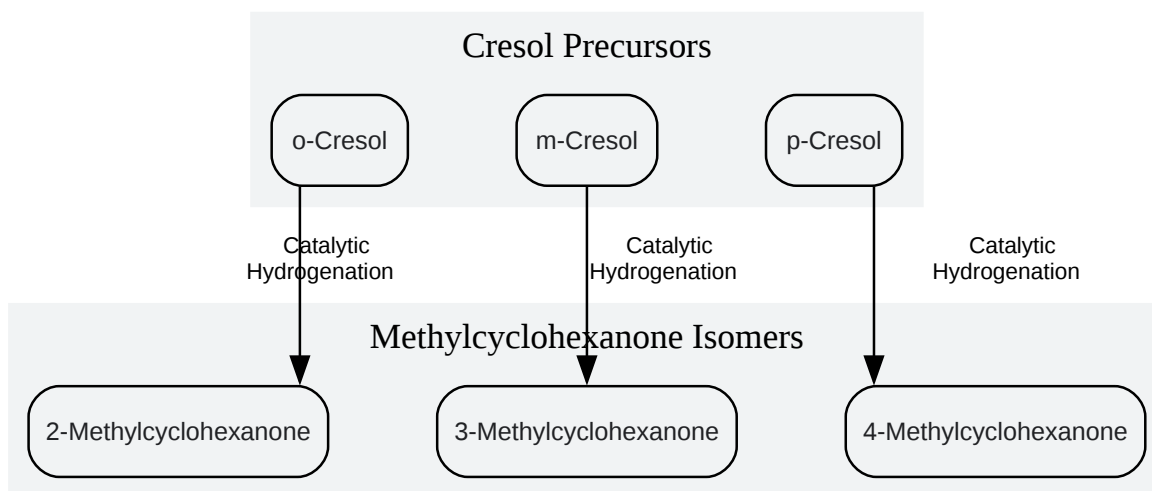 Cresol Precursors
o-Cresol
m-Cresol
p-Cresol
Catalytic
Hydrogenation
Catalytic
Hydrogenation
Catalytic
Hydrogenation
Methylcyclohexanone Isomers
2-Methylcyclohexanone
3-Methylcyclohexanone
4-Methylcyclohexanone